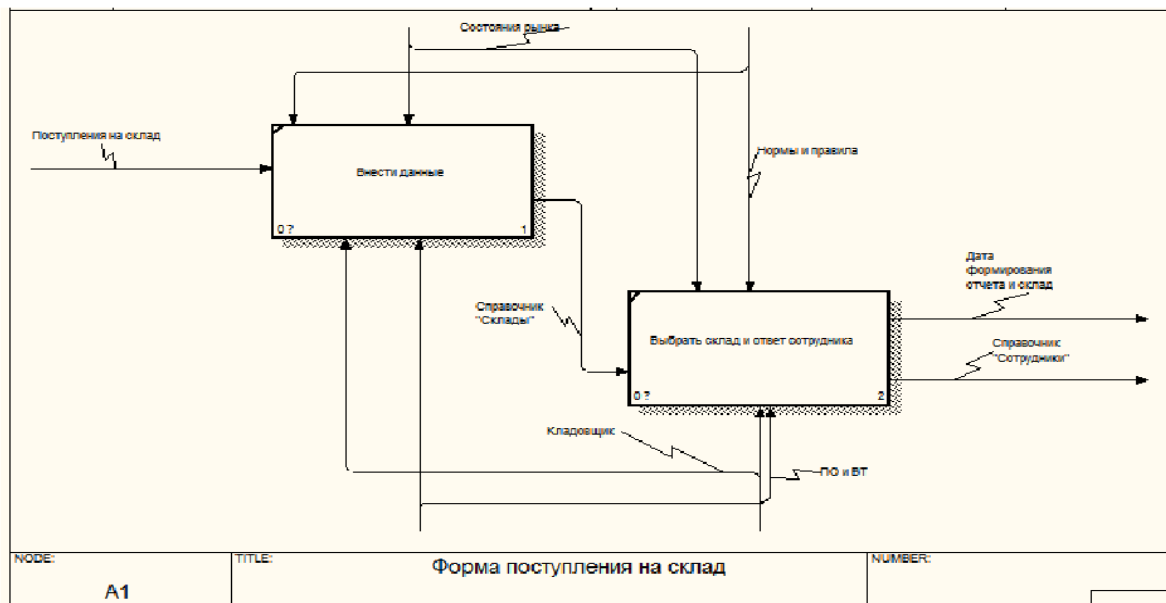 Состояния рынка
Поступления на склад
Внести данные
Нормы и правила
0 ?
1
Дата
формирования
отчета и склад
Справочник
"Склады"
Выбрать склад и ответ сотрудника
Справочник
"Сотрудники"
0 ?
2
Кладовщик
ПО и ВТ
NODE:
TITLE:
NUMBER:
Форма поступления на склад
A1